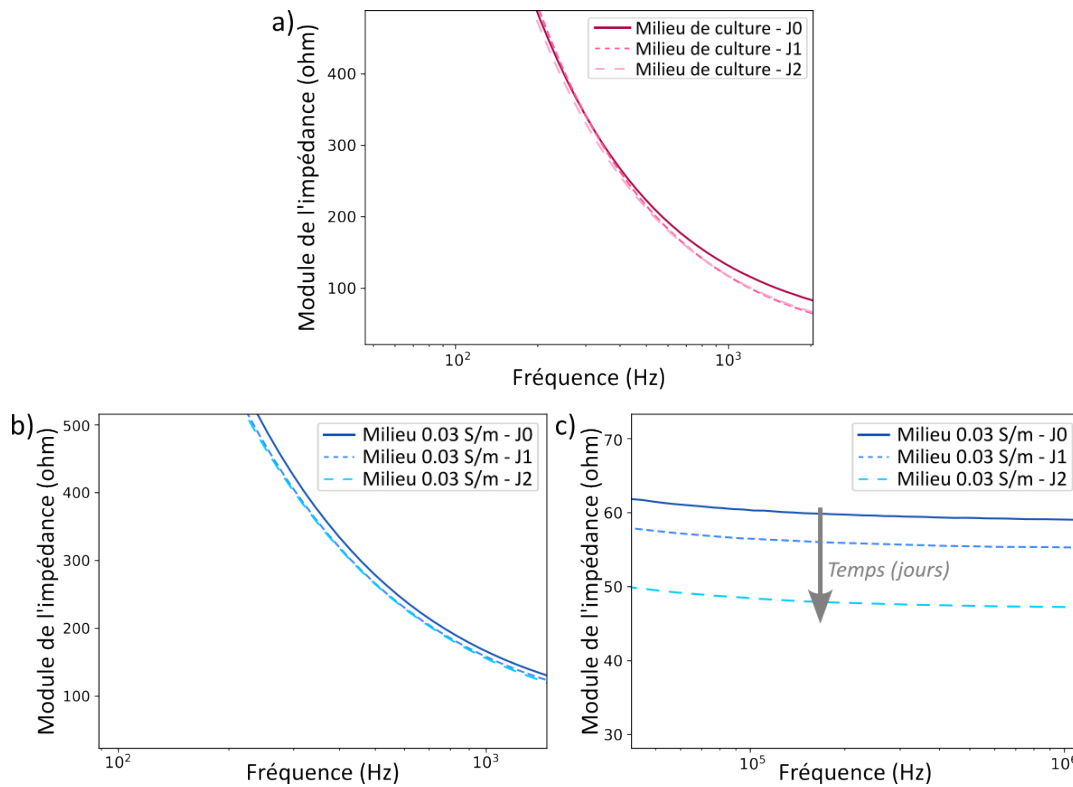 a)
Module de l'impédance (ohm)
400
300
200
100
10²
10³
Fréquence (Hz)
Milieu de culture - J0
Milieu de culture - J1
Milieu de culture - J2
b)
Module de l'impédance (ohm)
500
400
300
200
100
10²
10³
Fréquence (Hz)
Milieu 0.03 S/m - J0
Milieu 0.03 S/m - J1
Milieu 0.03 S/m - J2
c)
Module de l'impédance (ohm)
70
60
50
40
30
10⁵
10⁶
Fréquence (Hz)
Milieu 0.03 S/m - J0
Milieu 0.03 S/m - J1
Milieu 0.03 S/m - J2
Temps (jours)